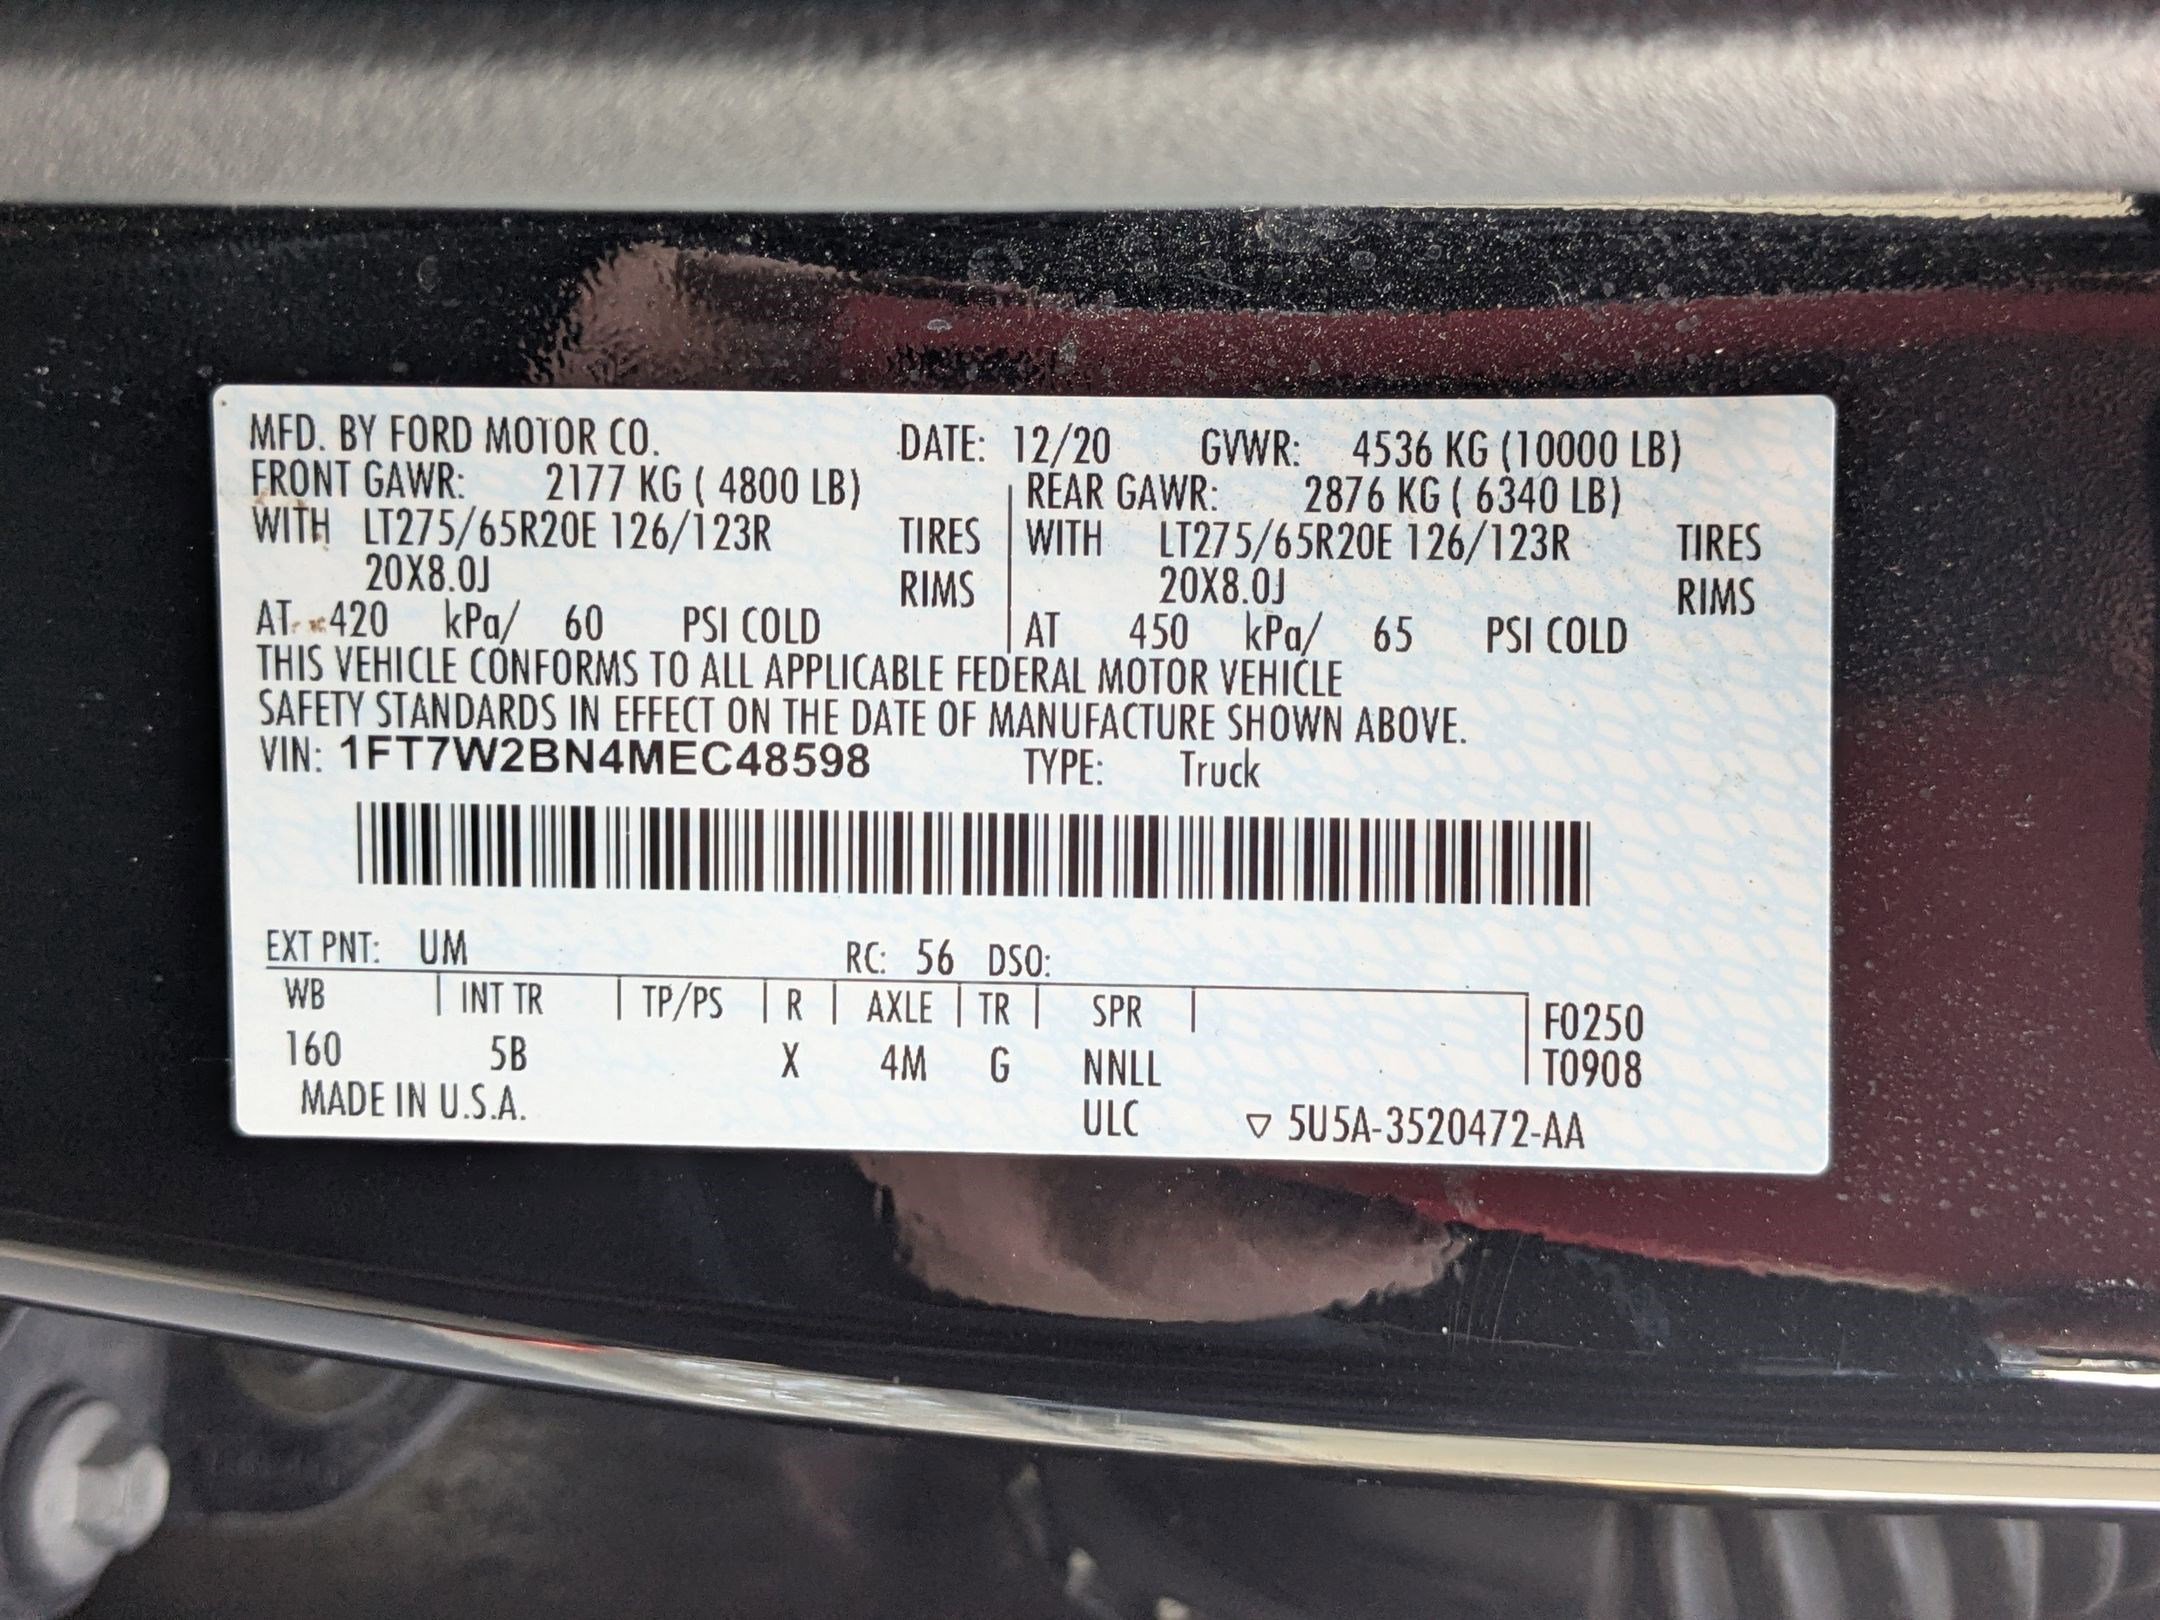 MFD. BY FORD MOTOR CO. DATE: 12/20 GVWR: 4536 KG (10000 LB)
FRONT GAWR: 2177 KG ( 4800 LB) REAR GAWR: 2876 KG ( 6340 LB)
WITH LT275/65R20E 126/123R TIRES WITH LT275/65R20E 126/123R TIRES
20X8.0J RIMS 20X8.0J RIMS
AT 420 kPa/ 60 PSI COLD AT 450 kPa/ 65 PSI COLD
THIS VEHICLE CONFORMS TO ALL APPLICABLE FEDERAL MOTOR VEHICLE
SAFETY STANDARDS IN EFFECT ON THE DATE OF MANUFACTURE SHOWN ABOVE.
VIN: 1FT7W2BN4MEC48598 TYPE: Truck
EXT PNT: UM RC: 56 DSO:
WB INT TR TP/PS R AXLE TR SPR F0250
160 5B X 4M G NNLL T0908
MADE IN U.S.A. ULC ▽ 5U5A-3520472-AA